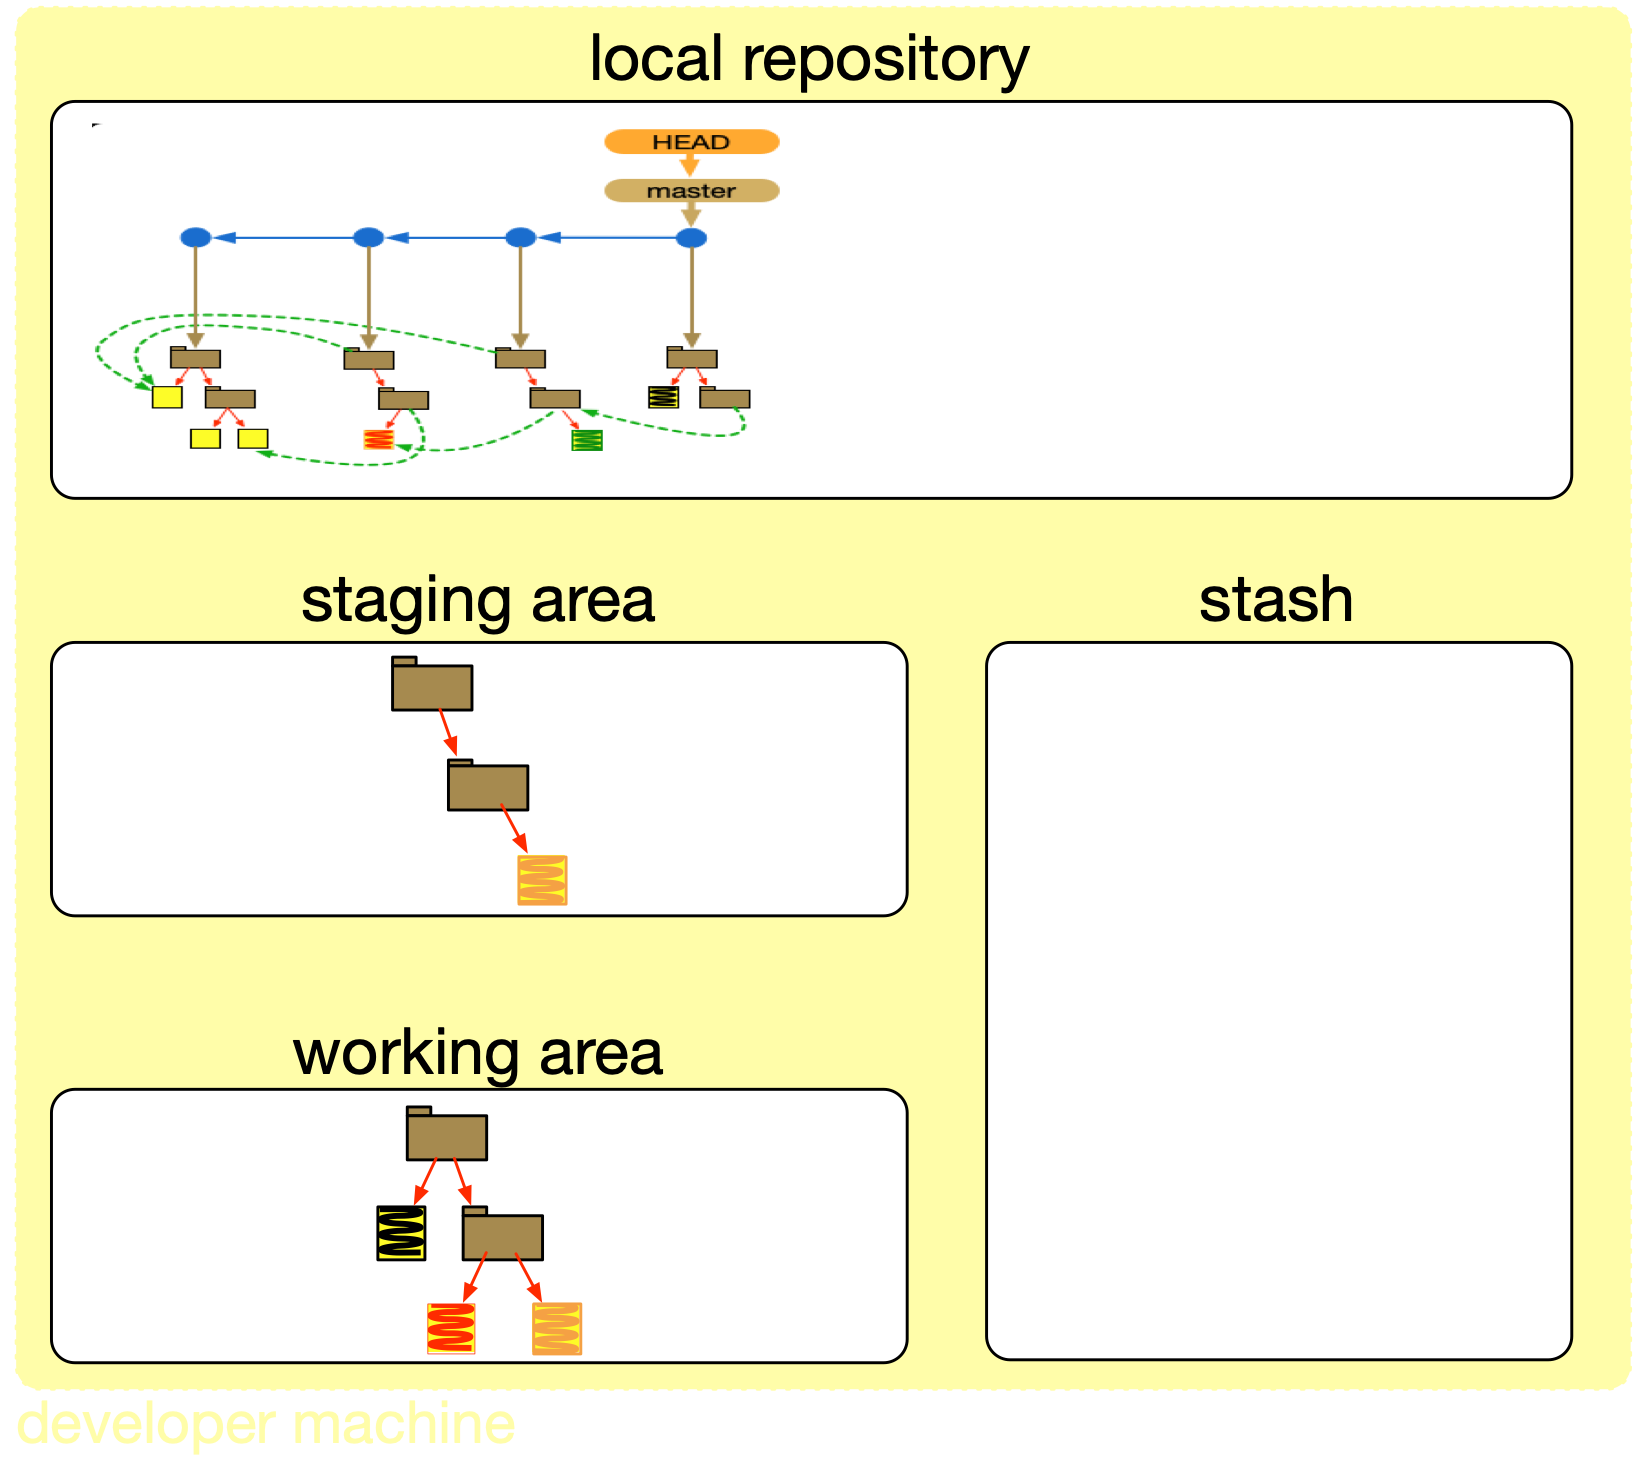 local repository
HEAD
master
staging area
stash
working area
developer machine